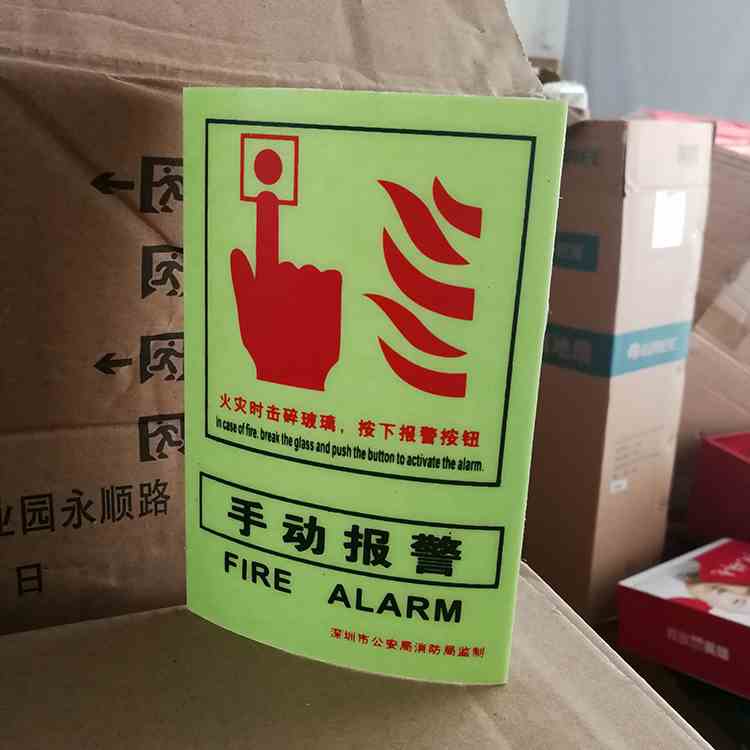 火灾时击碎玻璃，按下报警按钮
In case of fire, break the glass and push the button to activate the alarm.
手动报警
FIRE ALARM
深圳市公安局消防局监制
业园永顺路
日